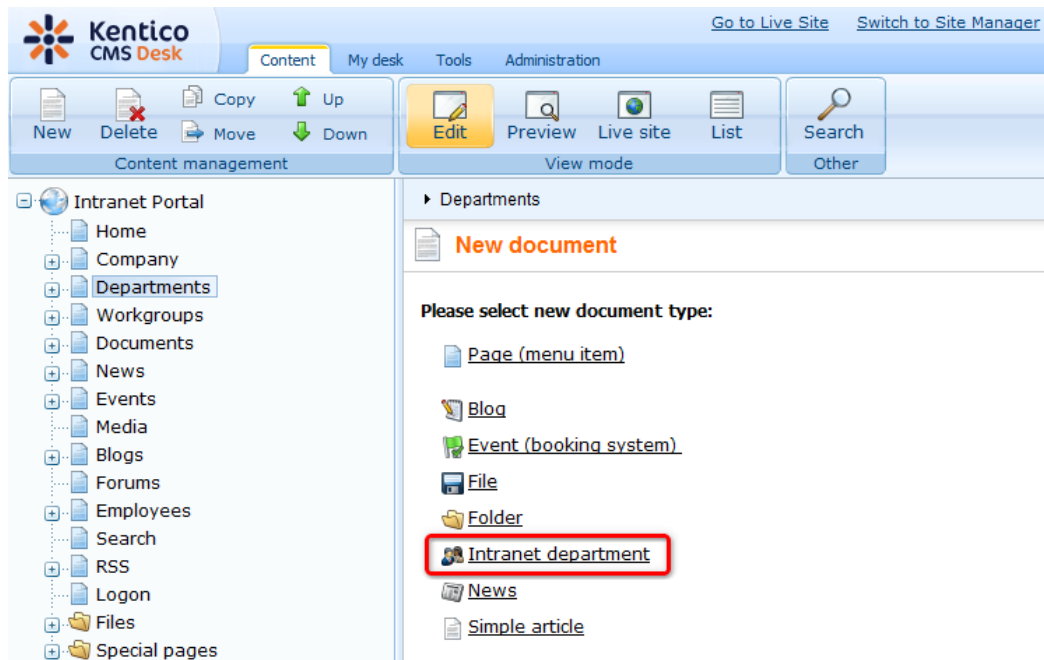 Kentico
CMS Desk
Go to Live Site Switch to Site Manager
Content My desk Tools Administration
New Delete Copy Move Up Down
Content management
Edit Preview Live site List
View mode
Search
Other
Intranet Portal
Home
Company
Departments
Workgroups
Documents
News
Events
Media
Blogs
Forums
Employees
Search
RSS
Logon
Files
Special pages
Departments
New document
Please select new document type:
Page (menu item)
Blog
Event (booking system)
File
Folder
Intranet department
News
Simple article